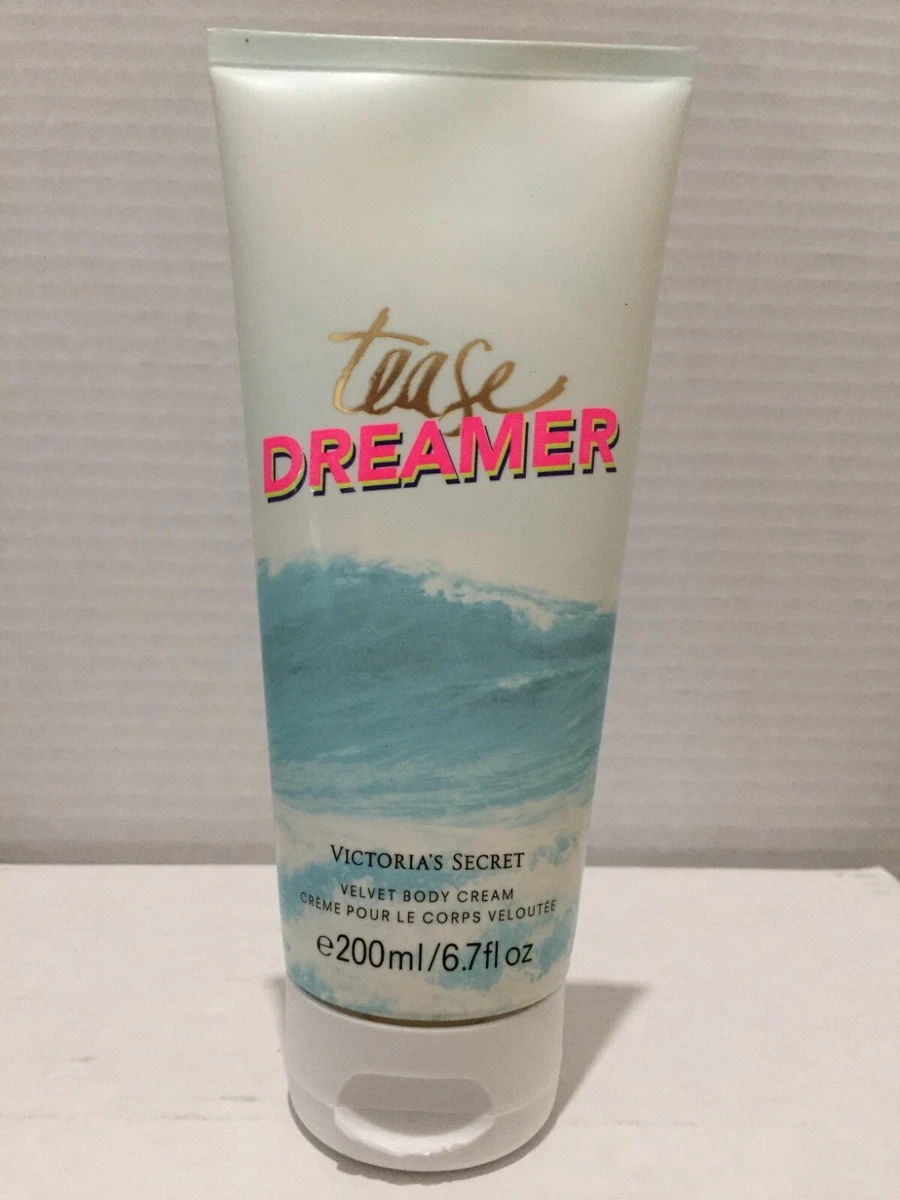 tease
DREAMER
VICTORIA'S SECRET
VELVET BODY CREAM
CRÈME POUR LE CORPS VELOUTÉE
℮200ml/6.7fl oz